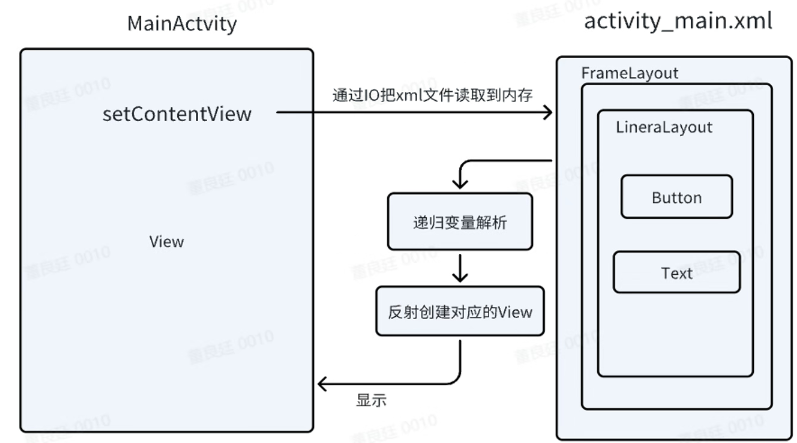 MainActvity
activity_main.xml
setContentView
通过IO把xml文件读取到内存
FrameLayout
LineraLayout
Button
递归变量解析
View
Text
反射创建对应的View
显示